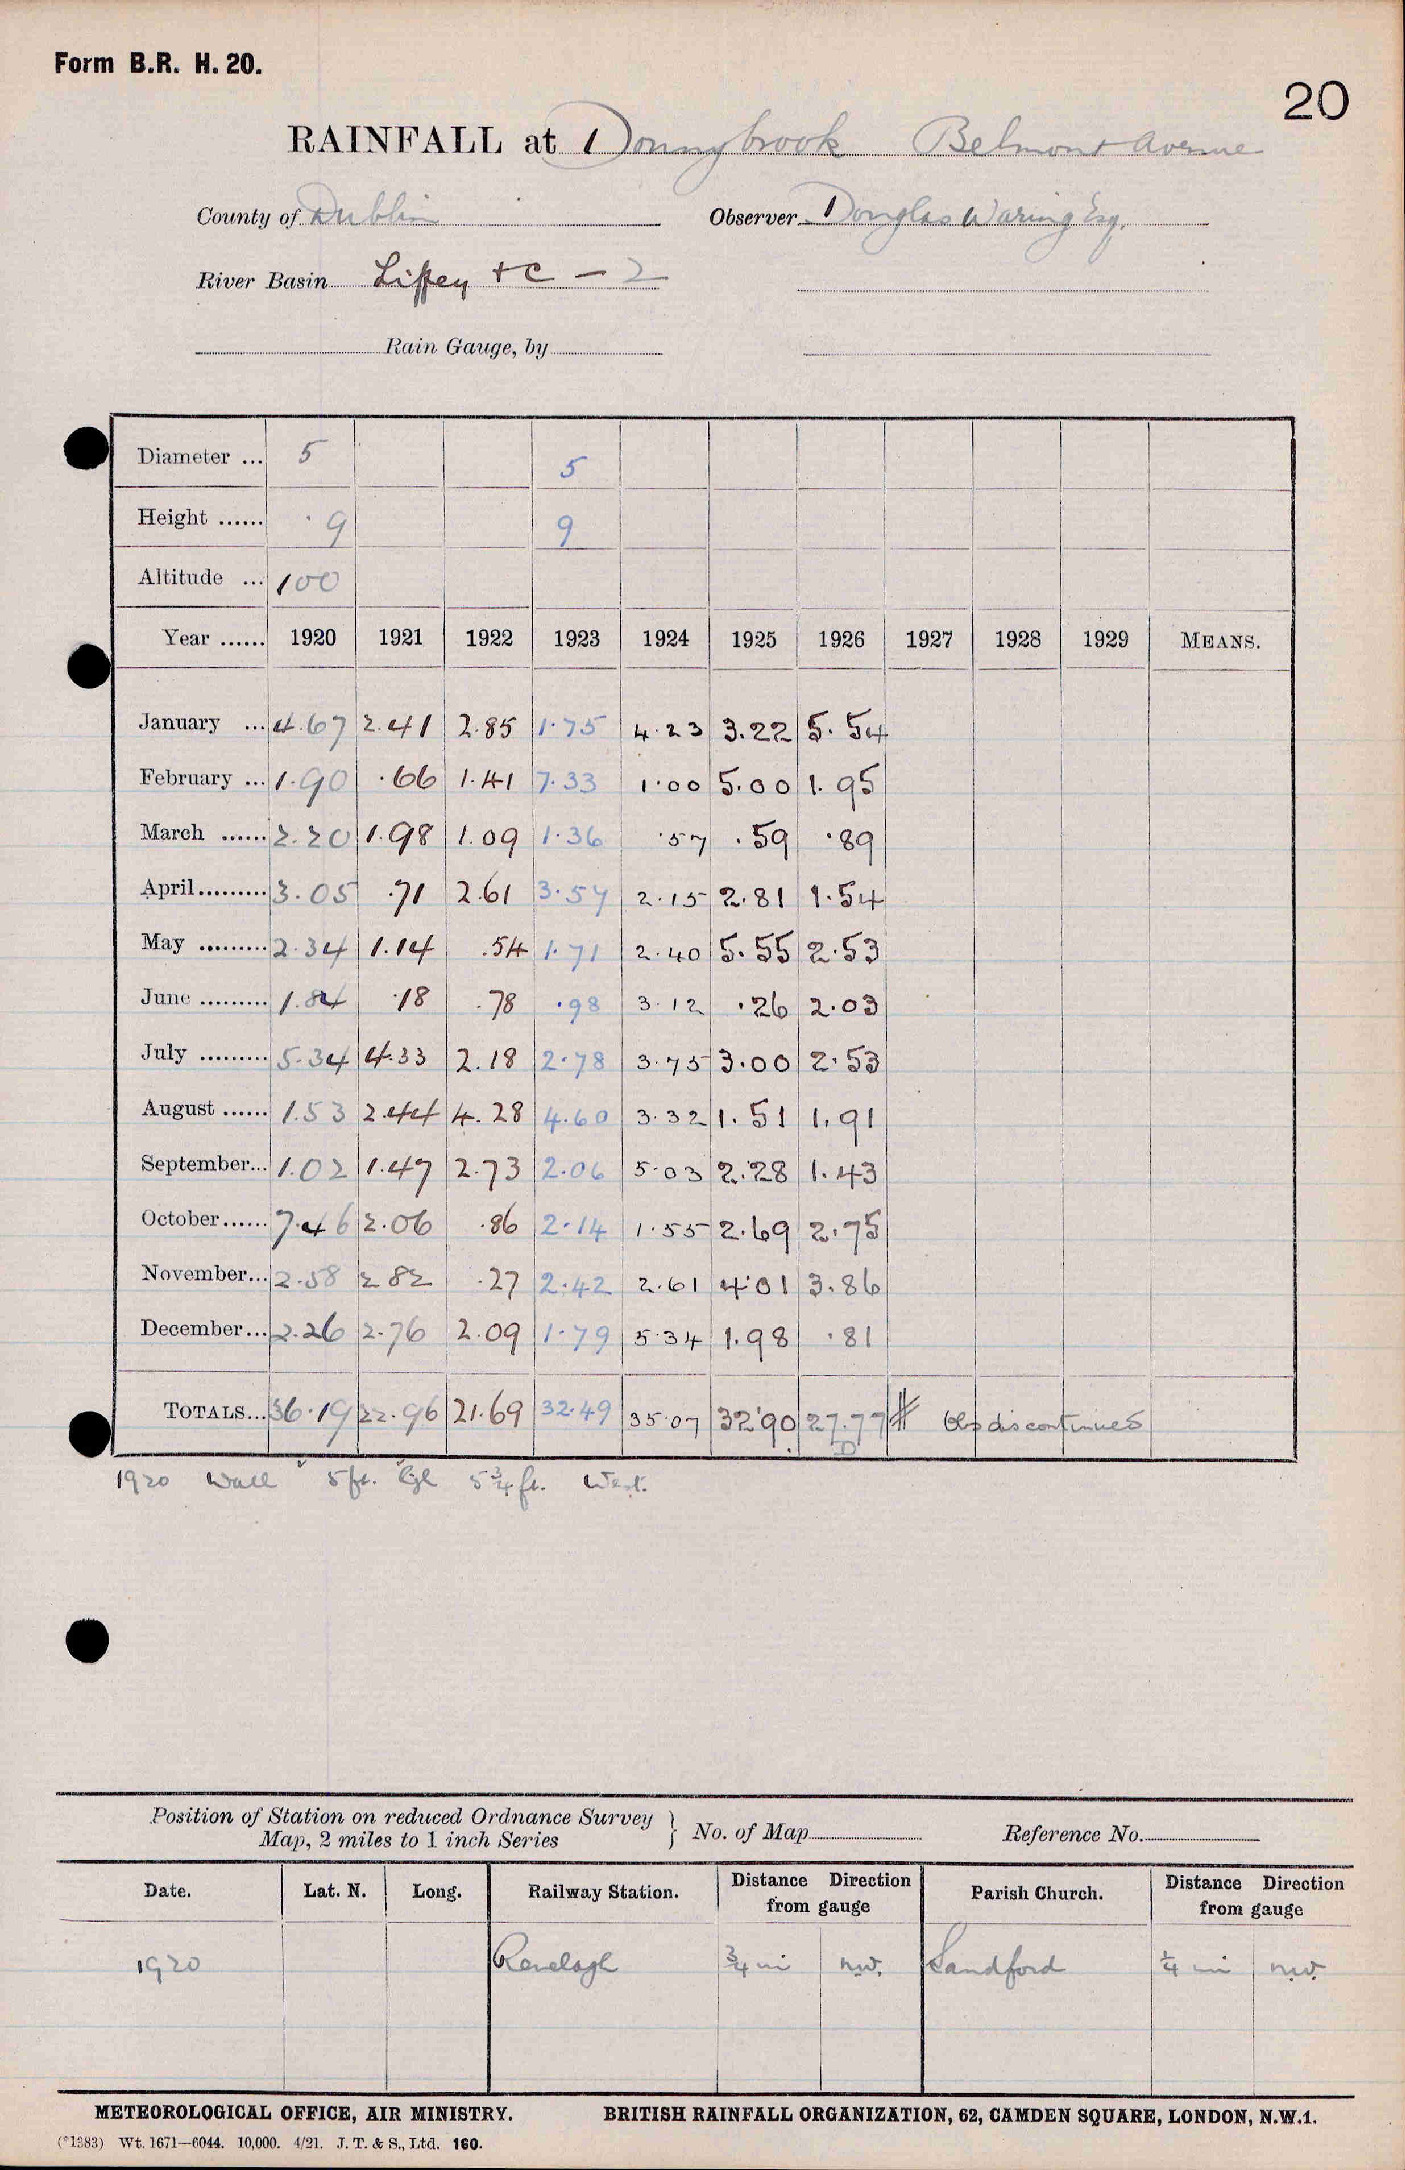 Form B.R. H. 20.
20
RAINFALL at Donnybrook Belmont Avenue
County of Dublin Observer Douglas Waring Esq.
River Basin Liffey + C — 2
Rain Gauge, by
Diameter ... 5 5
Height ...... .9 9
Altitude ... 100
Year ...... 1920 1921 1922 1923 1924 1925 1926 1927 1928 1929 MEANS.
January ... 4.67 2.41 2.85 1.75 4.23 3.22 5.54
February ... 1.90 .66 1.41 7.33 1.00 5.00 1.95
March ...... 2.20 1.98 1.09 1.36 .57 .59 .89
April......... 3.05 .71 2.61 3.57 2.15 2.81 1.54
May ......... 2.34 1.14 .54 1.71 2.40 5.55 2.53
June ......... 1.84 .18 .78 .98 3.12 .26 2.03
July ......... 5.34 4.33 2.18 2.78 3.75 3.00 2.53
August ...... 1.53 2.44 4.28 4.60 3.32 1.51 1.91
September... 1.02 1.47 2.73 2.06 5.03 2.28 1.43
October...... 7.46 2.06 .86 2.14 1.55 2.69 2.75
November... 2.58 2.82 .27 2.42 2.61 4.01 3.86
December... 2.26 2.76 2.09 1.79 5.34 1.98 .81
TOTALS... 36.19 22.96 21.69 32.49 35.07 32.90 27.77 Obs discontinued
D
1920 Wall 5 ft. 5¾ ft. West.
Position of Station on reduced Ordnance Survey
Map, 2 miles to 1 inch Series } No. of Map Reference No.
Date. Lat. N. Long. Railway Station. Distance Direction from gauge Parish Church. Distance Direction from gauge
1920 Ranelagh ¾ mi N.W. Sandford ¼ mi N.W.
METEOROLOGICAL OFFICE, AIR MINISTRY. BRITISH RAINFALL ORGANIZATION, 62, CAMDEN SQUARE, LONDON, N.W.1.
(*1383) Wt. 1671—6044. 10,000. 4/21. J. T. & S., Ltd. 160.